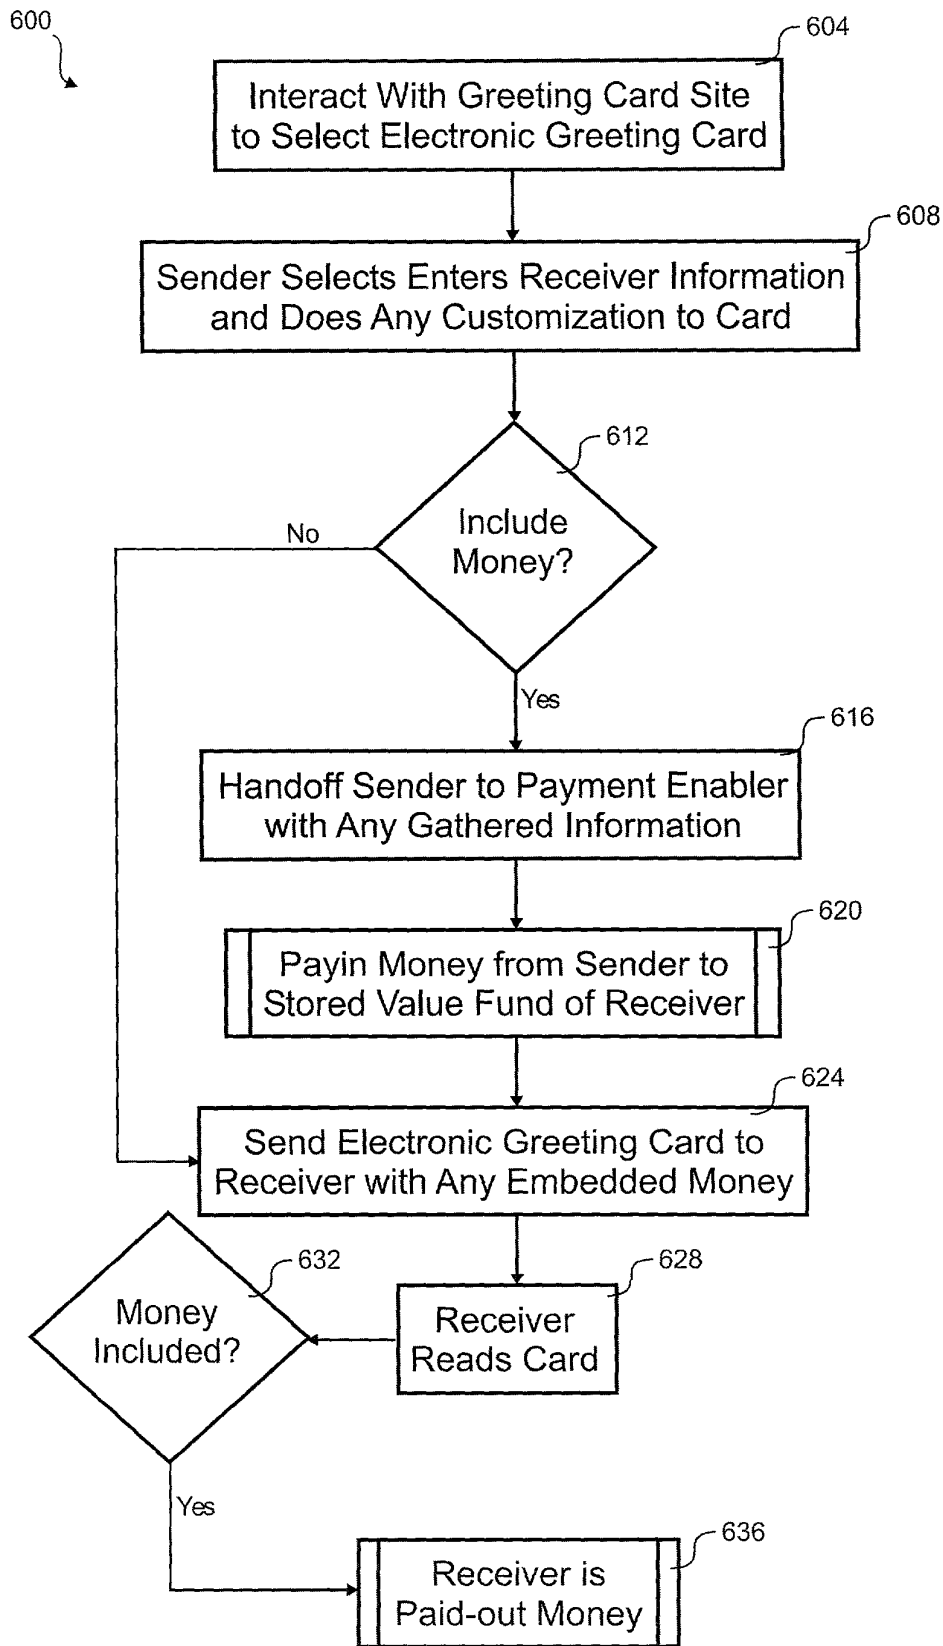 600
604
Interact With Greeting Card Site
to Select Electronic Greeting Card
608
Sender Selects Enters Receiver Information
and Does Any Customization to Card
612
Include
Money?
No
Yes
616
Handoff Sender to Payment Enabler
with Any Gathered Information
620
Payin Money from Sender to
Stored Value Fund of Receiver
624
Send Electronic Greeting Card to
Receiver with Any Embedded Money
632
Money
Included?
628
Receiver
Reads Card
Yes
636
Receiver is
Paid-out Money